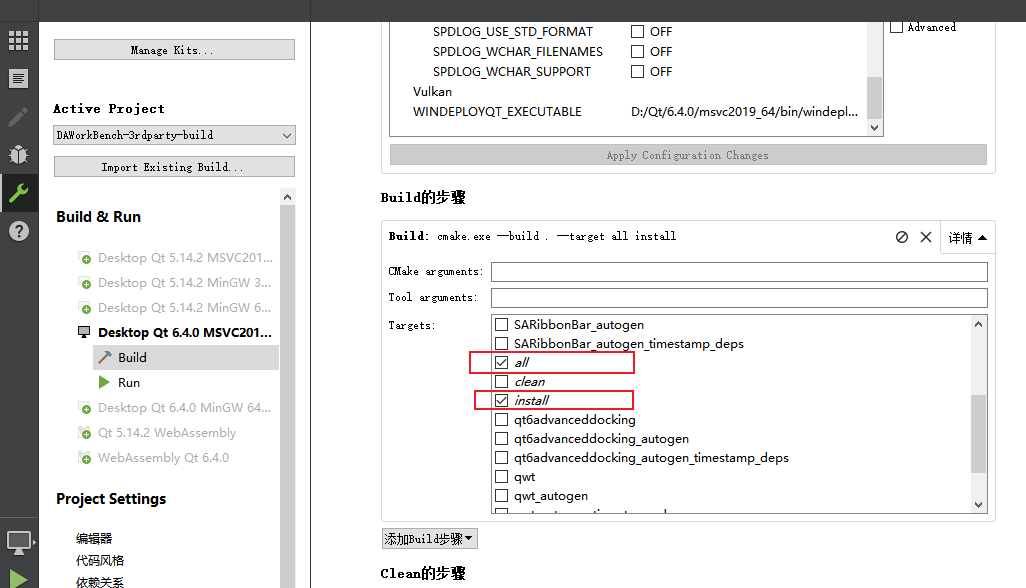 Manage Kits...
Active Project
DAWorkBench-3rdparty-build
Import Existing Build...
Build & Run
Desktop Qt 5.14.2 MSVC201...
Desktop Qt 5.14.2 MinGW 3...
Desktop Qt 5.14.2 MinGW 6...
Desktop Qt 6.4.0 MSVC201...
Build
Run
Desktop Qt 6.4.0 MinGW 64...
Qt 5.14.2 WebAssembly
WebAssembly Qt 6.4.0
Project Settings
编辑器
代码风格
依赖关系
SPDLOG_USE_STD_FORMAT OFF
SPDLOG_WCHAR_FILENAMES OFF
SPDLOG_WCHAR_SUPPORT OFF
Vulkan
WINDEPLOYQT_EXECUTABLE D:/Qt/6.4.0/msvc2019_64/bin/windepl...
Advanced
Apply Configuration Changes
Build的步骤
Build: cmake.exe --build . --target all install
详情
CMake arguments:
Tool arguments:
Targets:
SARibbonBar_autogen
SARibbonBar_autogen_timestamp_deps
all
clean
install
qt6advanceddocking
qt6advanceddocking_autogen
qt6advanceddocking_autogen_timestamp_deps
qwt
qwt_autogen
添加Build步骤
Clean的步骤